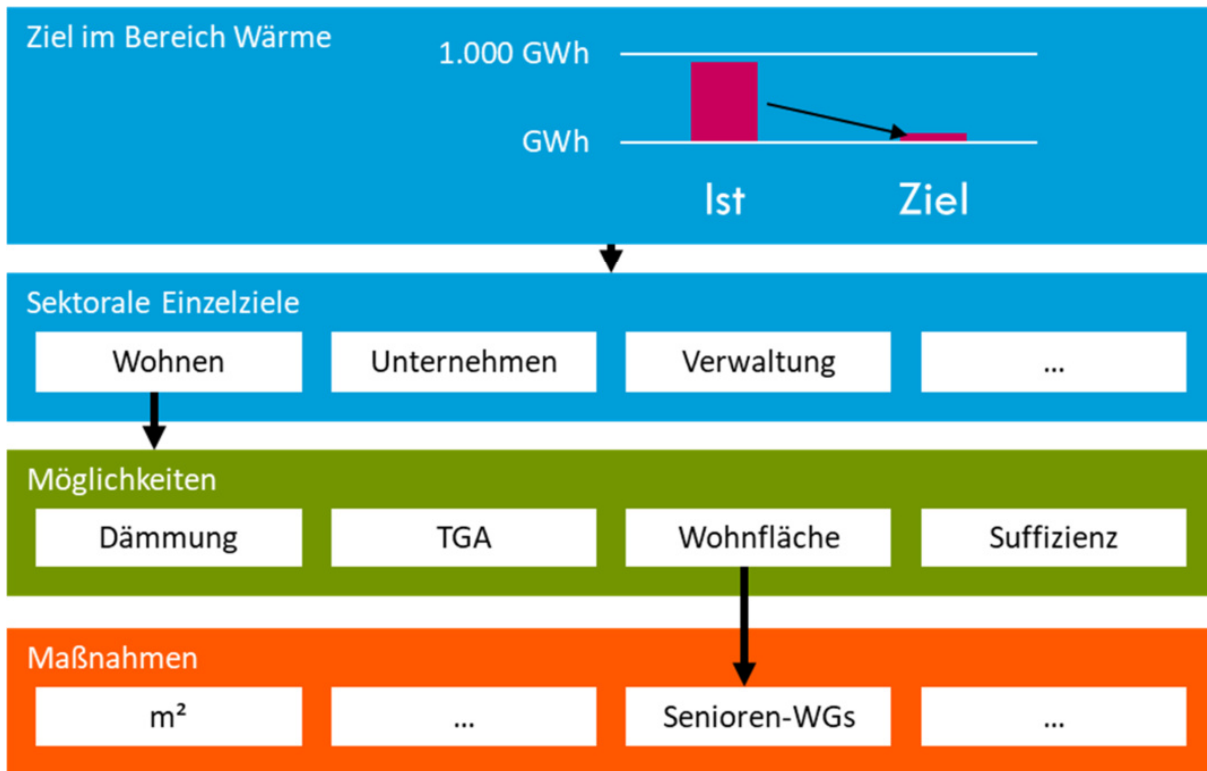 Ziel im Bereich Wärme
1.000 GWh
GWh
Ist Ziel
Sektorale Einzelziele
Wohnen Unternehmen Verwaltung ...
Möglichkeiten
Dämmung TGA Wohnfläche Suffizienz
Maßnahmen
m² ... Senioren-WGs ...